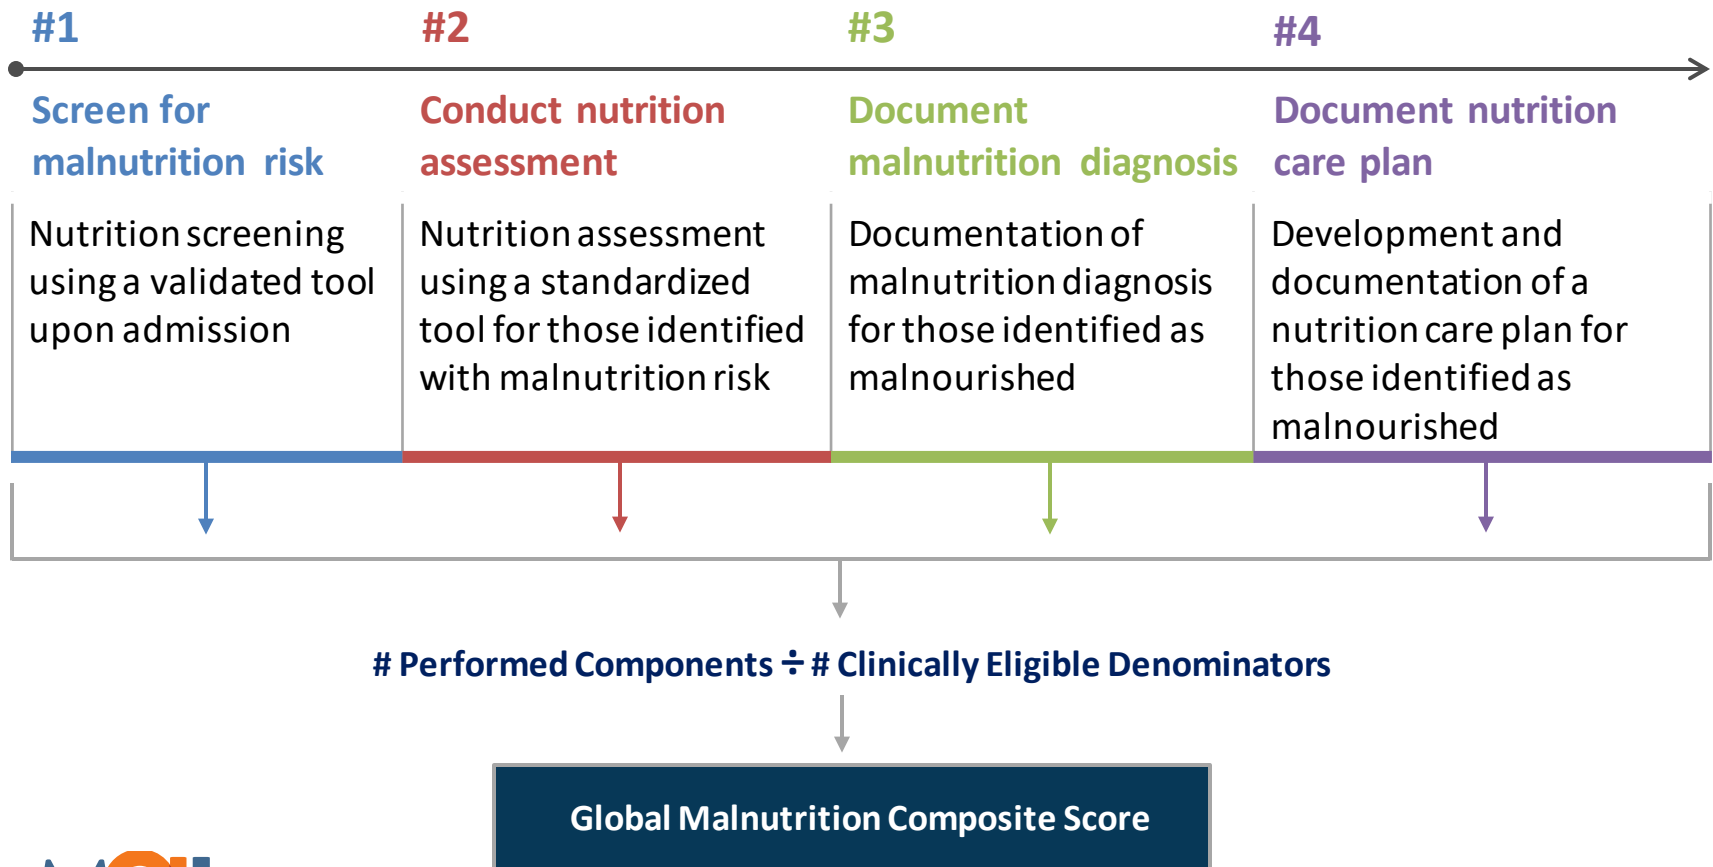 #1
#2
#3
#4
Screen for
malnutrition risk
Conduct nutrition
assessment
Document
malnutrition diagnosis
Document nutrition
care plan
Nutrition screening
using a validated tool
upon admission
Nutrition assessment
using a standardized
tool for those identified
with malnutrition risk
Documentation of
malnutrition diagnosis
for those identified as
malnourished
Development and
documentation of a
nutrition care plan for
those identified as
malnourished
# Performed Components ÷ # Clinically Eligible Denominators
Global Malnutrition Composite Score